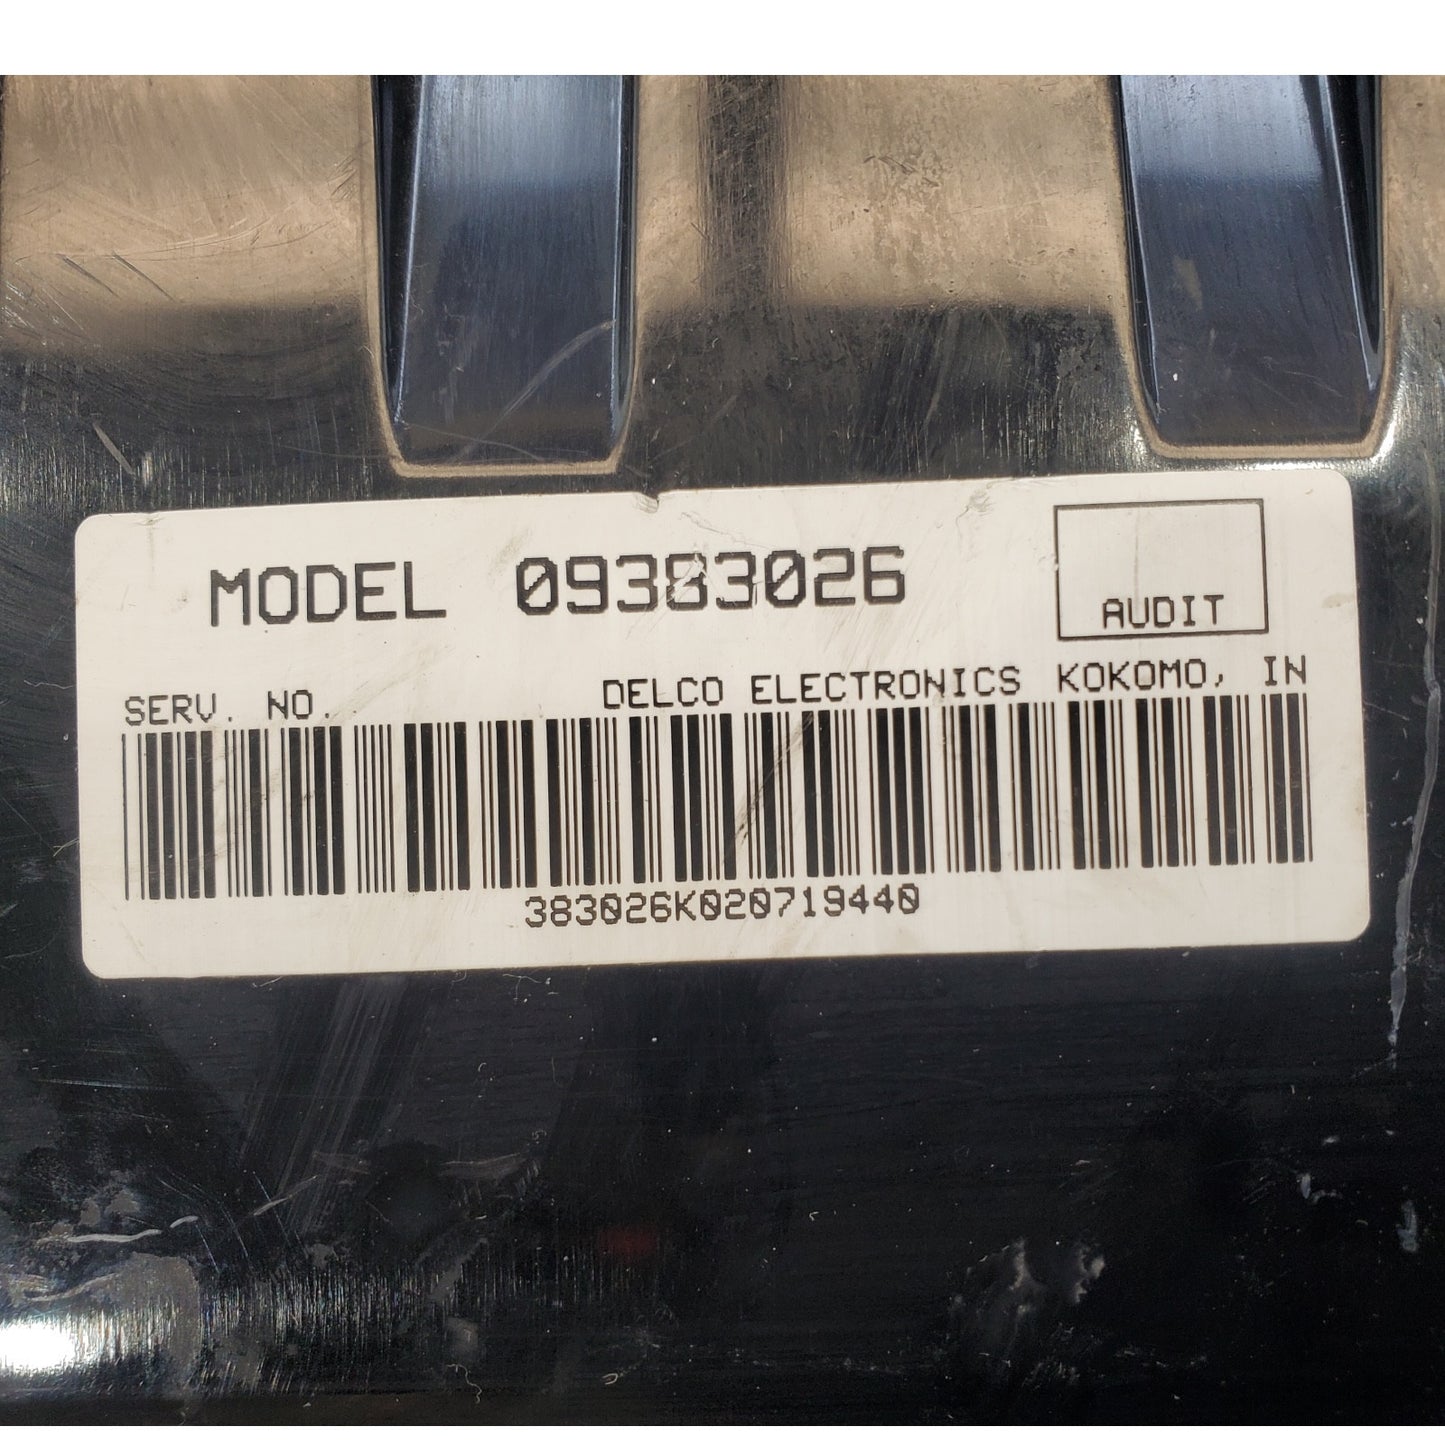 MODEL 09383026
AUDIT
SERV. NO. DELCO ELECTRONICS KOKOMO, IN
383026K020719440